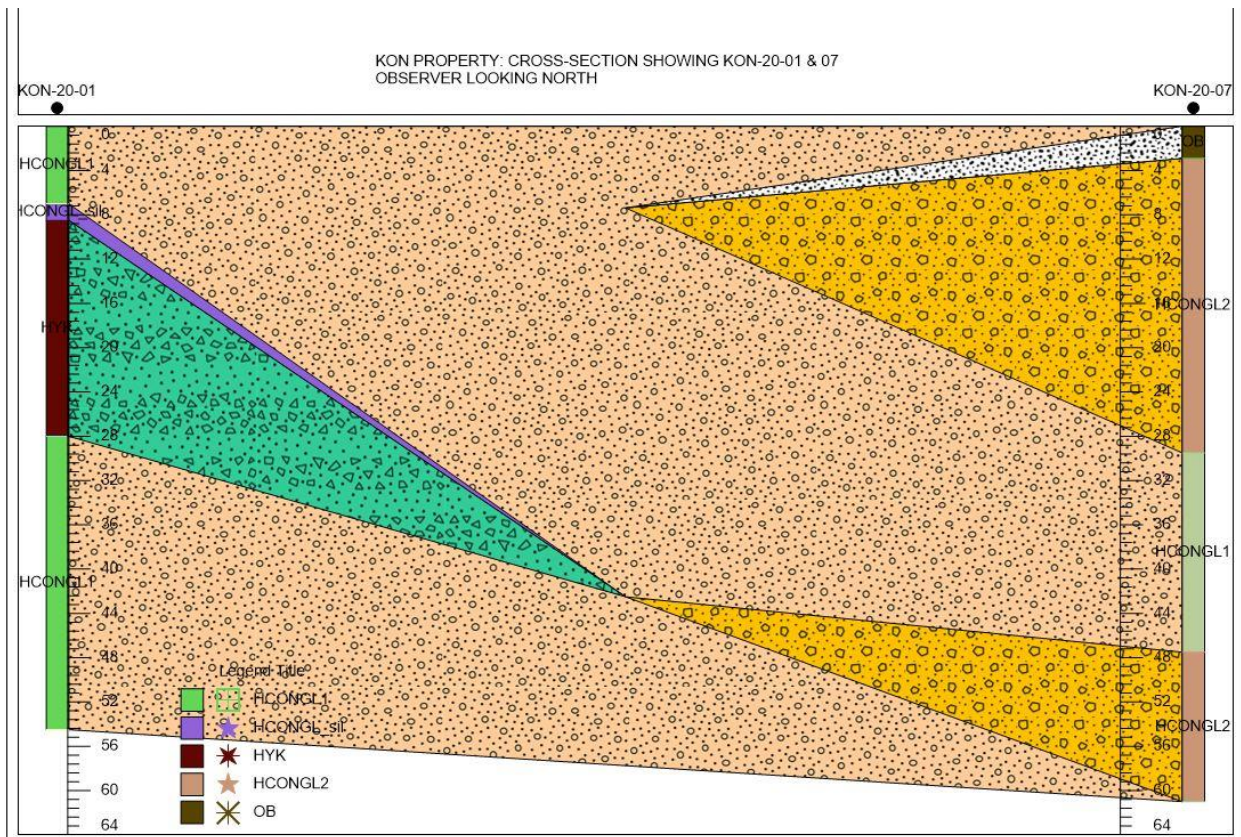 KON PROPERTY: CROSS-SECTION SHOWING KON-20-01 & 07
OBSERVER LOOKING NORTH
KON-20-01
KON-20-07
0
HCONGL1
4
HCONGL_sil
8
12
16
HYK
20
24
28
32
36
40
HCONGL1
44
48
52
56
60
64
0
OB
4
8
12
16
HCONGL2
20
24
28
32
36
HCONGL1
40
44
48
52
HCONGL2
56
60
64
Legend Title
HCONGL1
HCONGL_sil
HYK
HCONGL2
OB